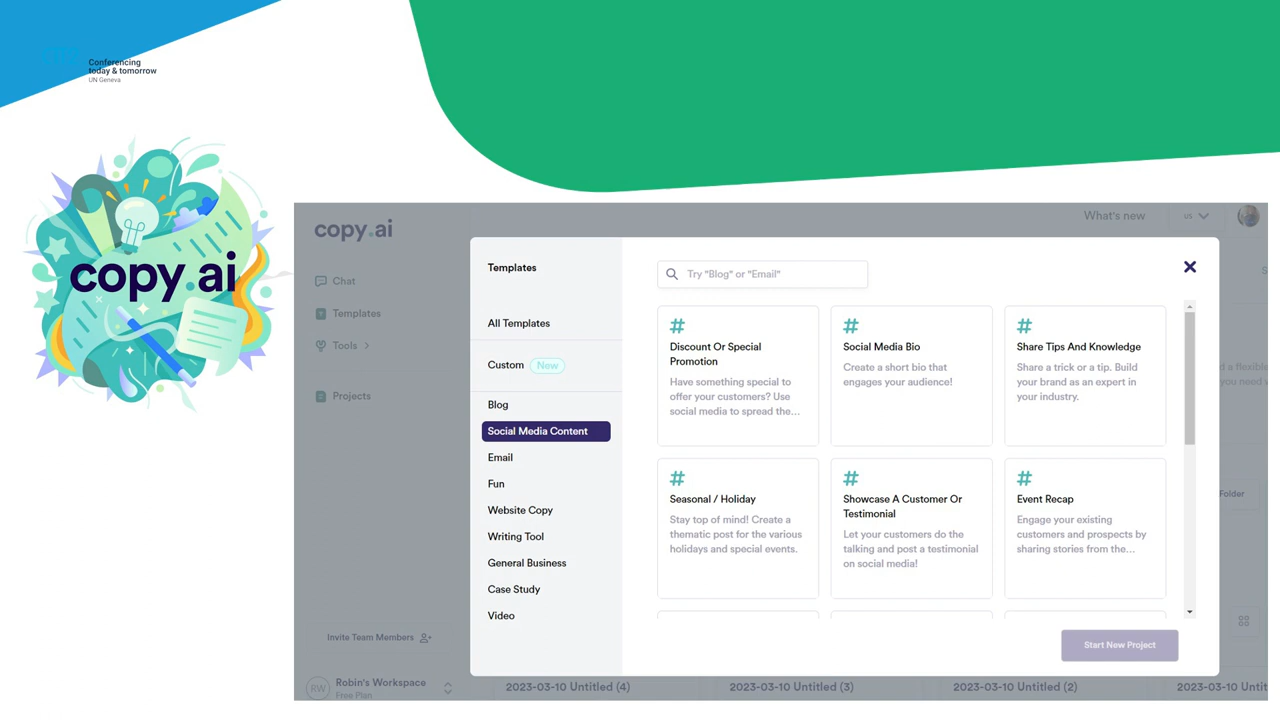 Conferencing
today & tomorrow
UN Geneva
copy.ai
copy.ai
What's new
US
Chat
Templates
Tools
Projects
Invite Team Members
RW
Robin's Workspace
Free Plan
Templates
All Templates
Custom New
Blog
Social Media Content
Email
Fun
Website Copy
Writing Tool
General Business
Case Study
Video
Try "Blog" or "Email"
#
Discount Or Special
Promotion
Have something special to
offer your customers? Use
social media to spread the...
#
Social Media Bio
Create a short bio that
engages your audience!
#
Share Tips And Knowledge
Share a trick or a tip. Build
your brand as an expert in
your industry.
#
Seasonal / Holiday
Stay top of mind! Create a
thematic post for the various
holidays and special events.
#
Showcase A Customer Or
Testimonial
Let your customers do the
talking and post a testimonial
on social media!
#
Event Recap
Engage your existing
customers and prospects by
sharing stories from the...
Start New Project
d a flexible
you need
Folder
2023-03-10 Untitled (4)
2023-03-10 Untitled (3)
2023-03-10 Untitled (2)
2023-03-10 Untit